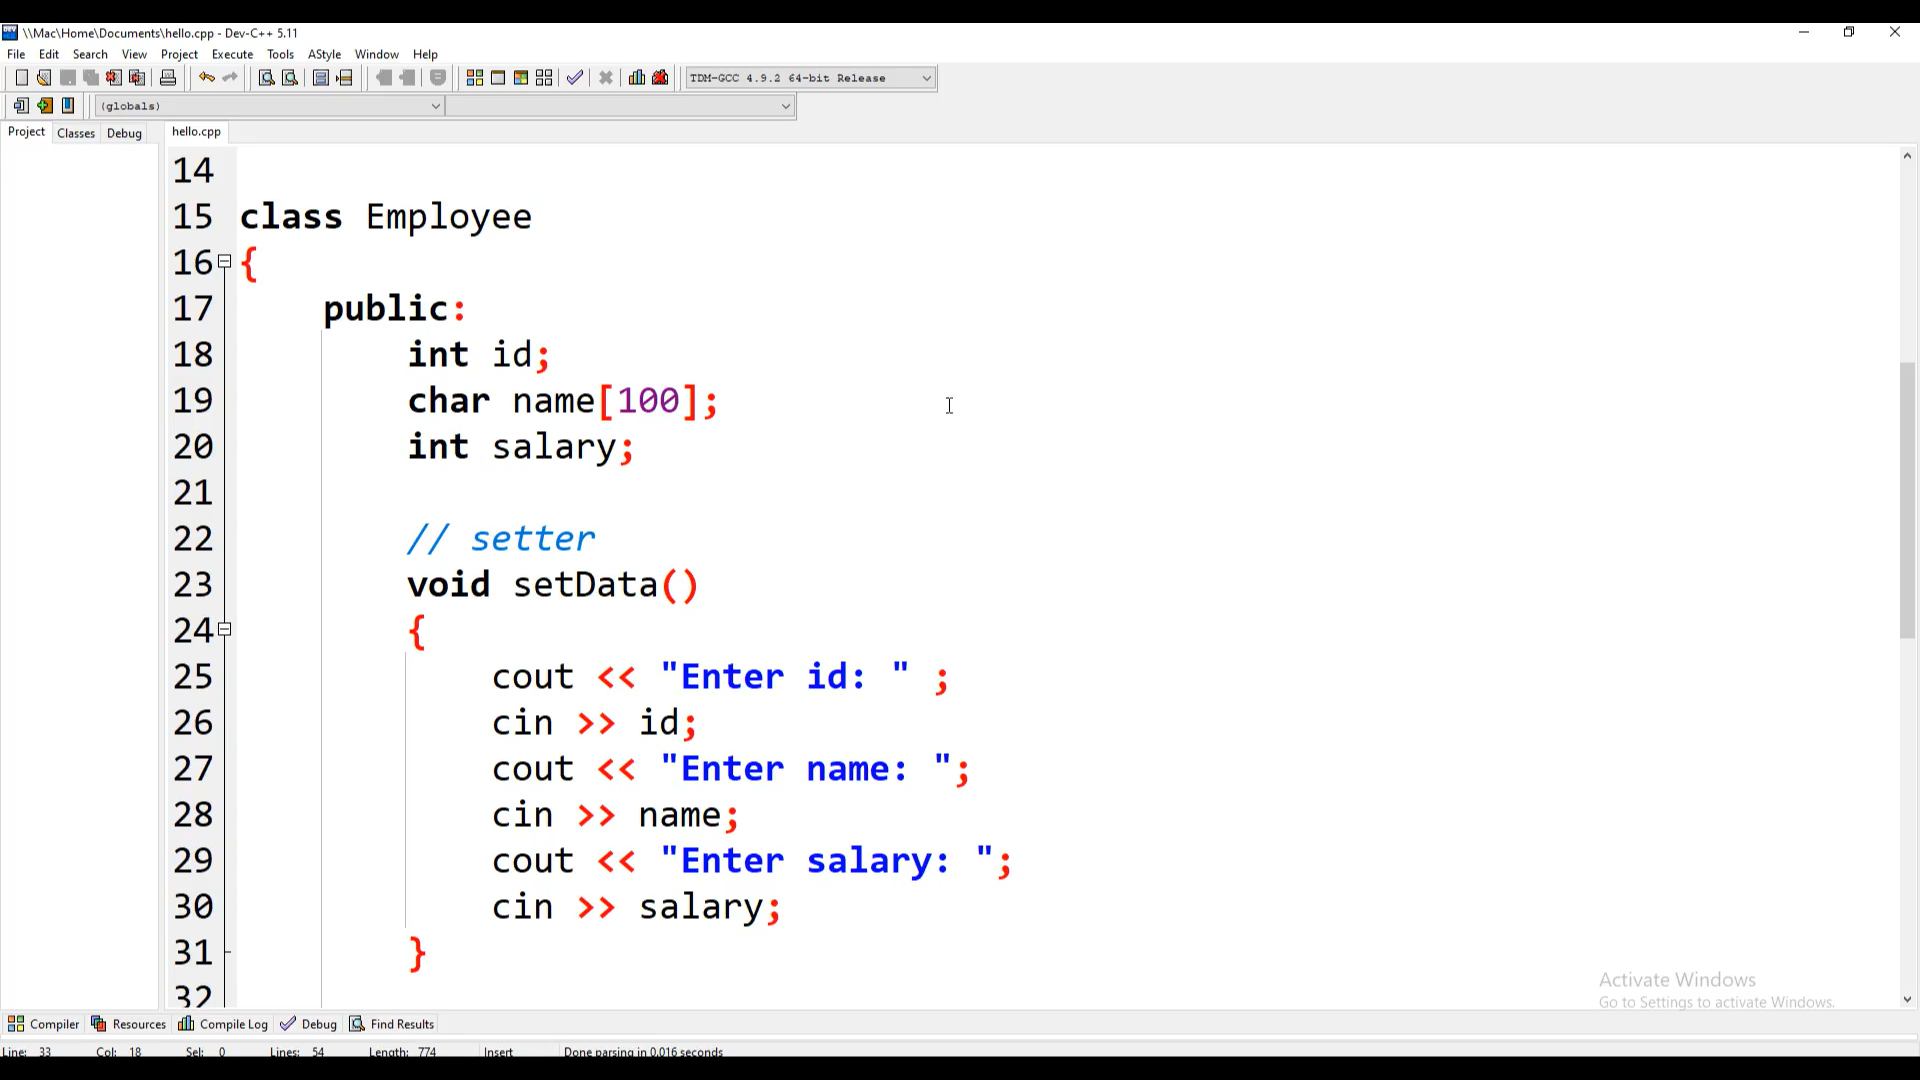 \\Mac\Home\Documents\hello.cpp - Dev-C++ 5.11
File Edit Search View Project Execute Tools AStyle Window Help
TDM-GCC 4.9.2 64-bit Release
(globals)
Project Classes Debug hello.cpp
14
15 class Employee
16 {
17 public:
18 int id;
19 char name[100];
20 int salary;
21
22 // setter
23 void setData()
24 {
25 cout << "Enter id: " ;
26 cin >> id;
27 cout << "Enter name: ";
28 cin >> name;
29 cout << "Enter salary: ";
30 cin >> salary;
31 }
32
Activate Windows
Go to Settings to activate Windows.
Compiler Resources Compile Log Debug Find Results
Line: 33 Col: 18 Sel: 0 Lines: 54 Length: 774 Insert Done parsing in 0.016 seconds